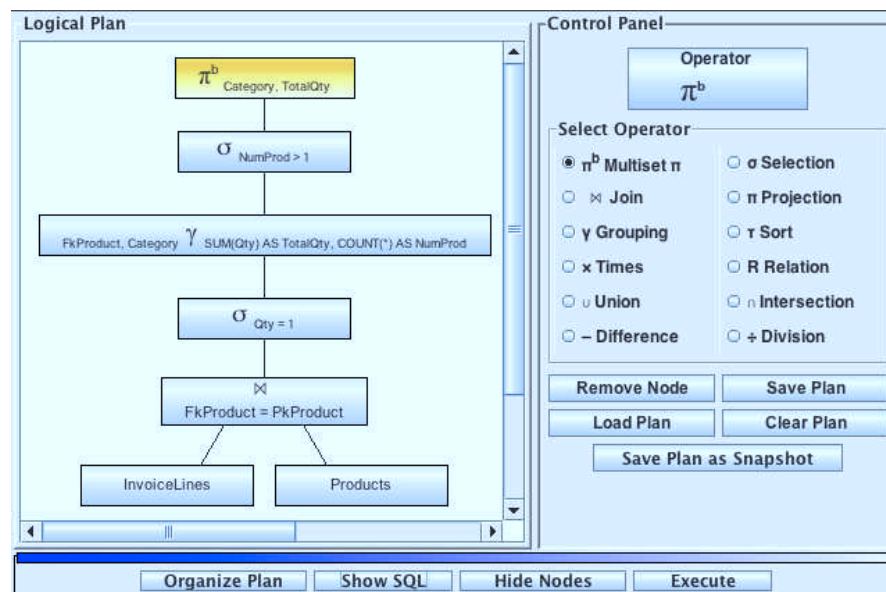 Logical Plan
π^b Category, TotalQty
σ NumProd > 1
FkProduct, Category γ SUM(Qty) AS TotalQty, COUNT(*) AS NumProd
σ Qty = 1
⋈
FkProduct = PkProduct
InvoiceLines
Products
Control Panel
Operator
π^b
Select Operator
π^b Multiset π
σ Selection
⋈ Join
π Projection
γ Grouping
τ Sort
× Times
R Relation
∪ Union
∩ Intersection
− Difference
÷ Division
Remove Node
Save Plan
Load Plan
Clear Plan
Save Plan as Snapshot
Organize Plan
Show SQL
Hide Nodes
Execute